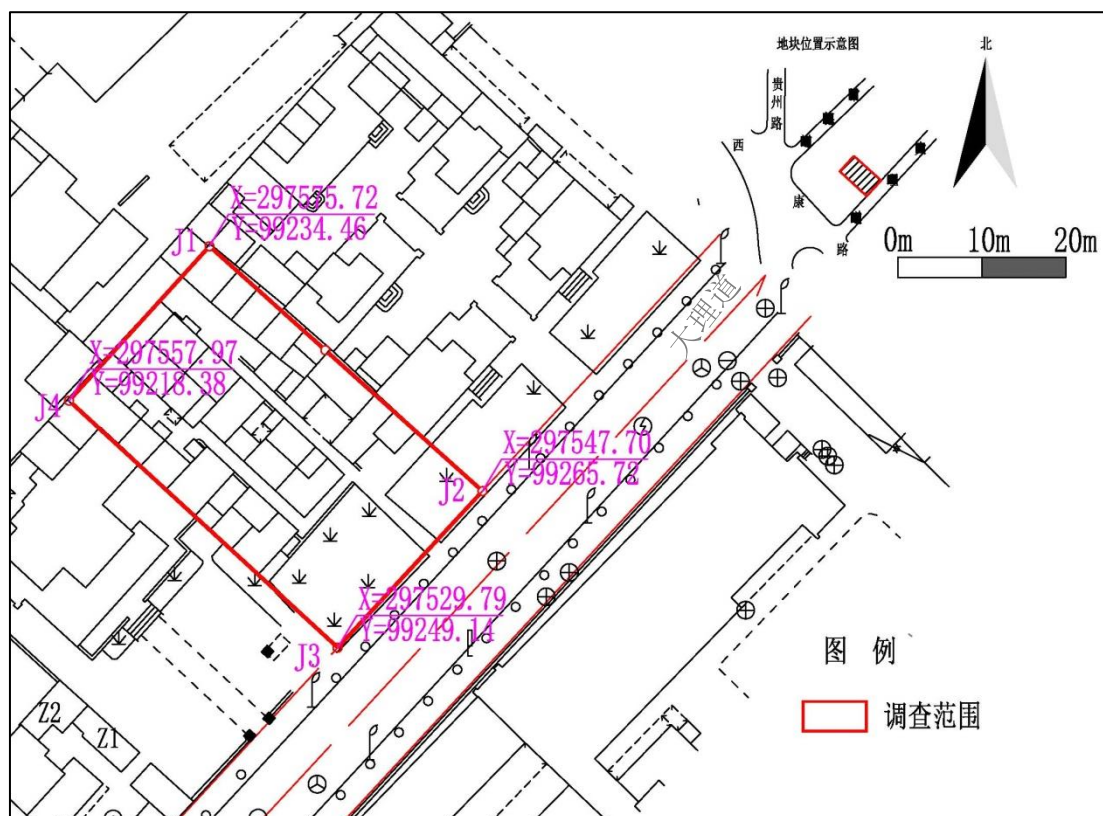 地块位置示意图
北
贵州路
西康路
0m 10m 20m
大理道
X=297575.72
Y=99234.46
J1
X=297557.97
Y=99218.38
J4
X=297547.70
Y=99265.72
J2
X=297529.79
Y=99249.14
J3
Z2
Z1
图 例
调查范围